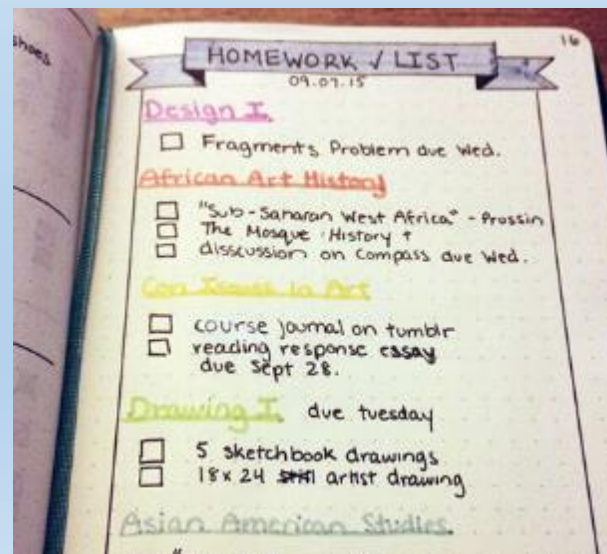 shoes
16
HOMEWORK √ LIST
09.07.15
Design I
Fragments Problem due Wed.
African Art History
"Sub-Saharan West Africa" - Prussin
The Mosque: History &
disscussion on Compass due Wed.
Con Issues in Art
course journal on tumblr
reading response essay
due Sept 28.
Drawing I due tuesday
5 sketchbook drawings
18x24 artist drawing
Asian American Studies